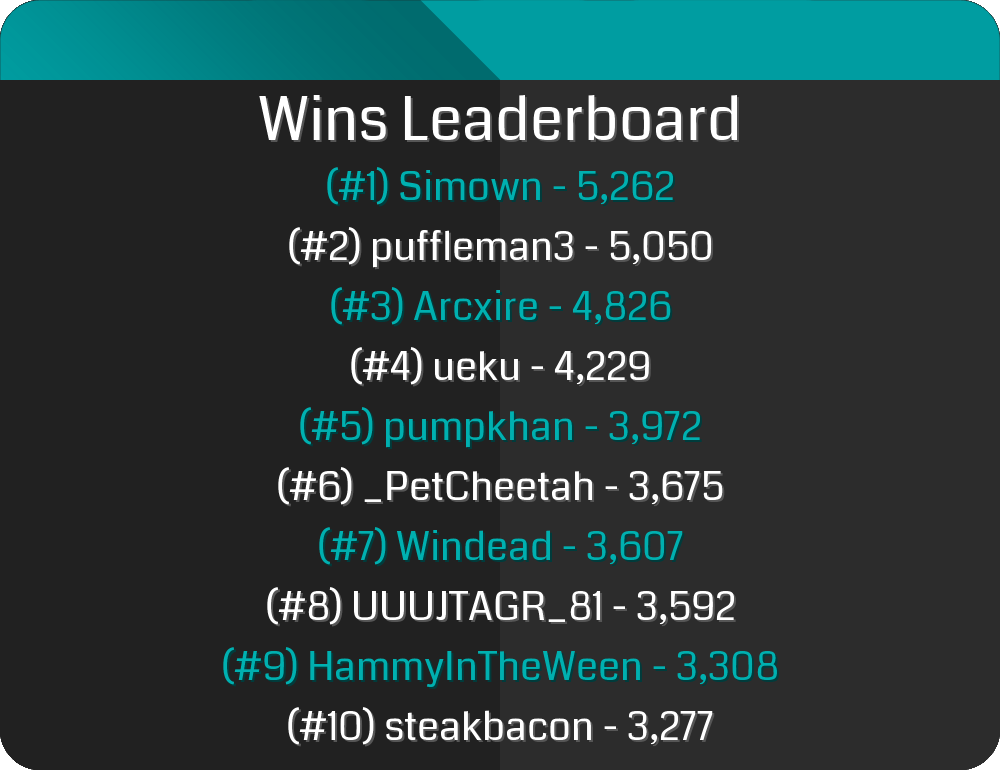 Wins Leaderboard
(#1) Simown - 5,262
(#2) puffleman3 - 5,050
(#3) Arcxire - 4,826
(#4) ueku - 4,229
(#5) pumpkhan - 3,972
(#6) _PetCheetah - 3,675
(#7) Windead - 3,607
(#8) UUUJTAGR_81 - 3,592
(#9) HammyInTheWeen - 3,308
(#10) steakbacon - 3,277